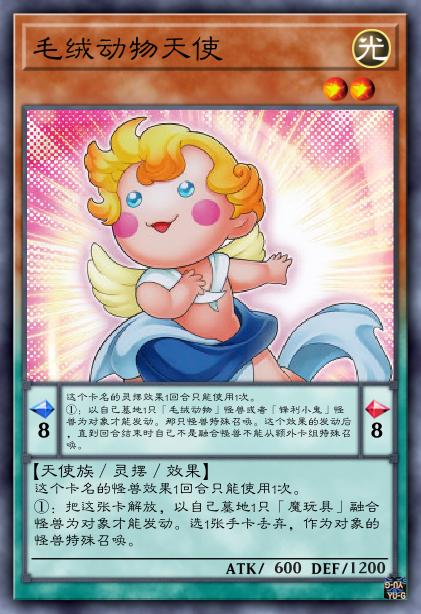 毛绒动物天使
光
这个卡名的灵摆效果1回合只能使用1次。
①：以自己墓地1只「毛绒动物」怪兽或者「锋利小鬼」怪
兽为对象才能发动。那只怪兽特殊召唤。这个效果的发动后，
直到回合结束时自己不是融合怪兽不能从额外卡组特殊召
唤。
8
8
【天使族／灵摆／效果】
这个卡名的怪兽效果1回合只能使用1次。
①：把这张卡解放，以自己墓地1只「魔玩具」融合
怪兽为对象才能发动。选1张手卡丢弃，作为对象的
怪兽特殊召唤。
ATK/ 600 DEF/1200